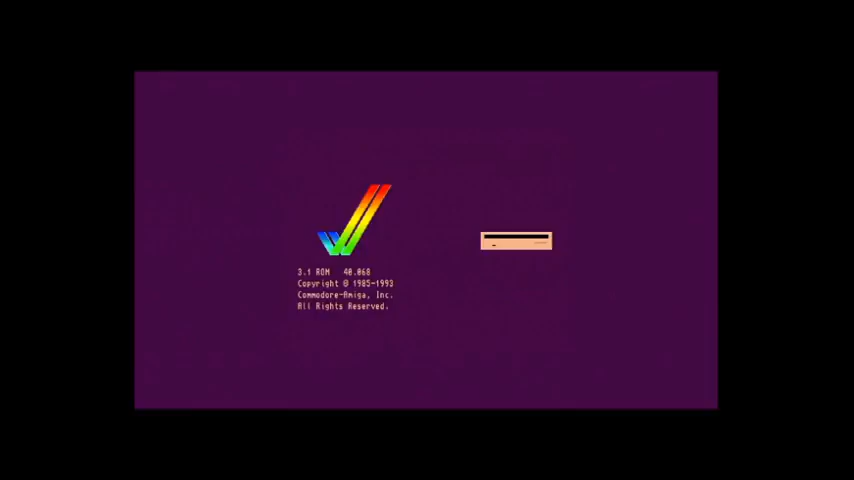 3.1 ROM 40.068
Copyright © 1985-1993
Commodore-Amiga, Inc.
All Rights Reserved.